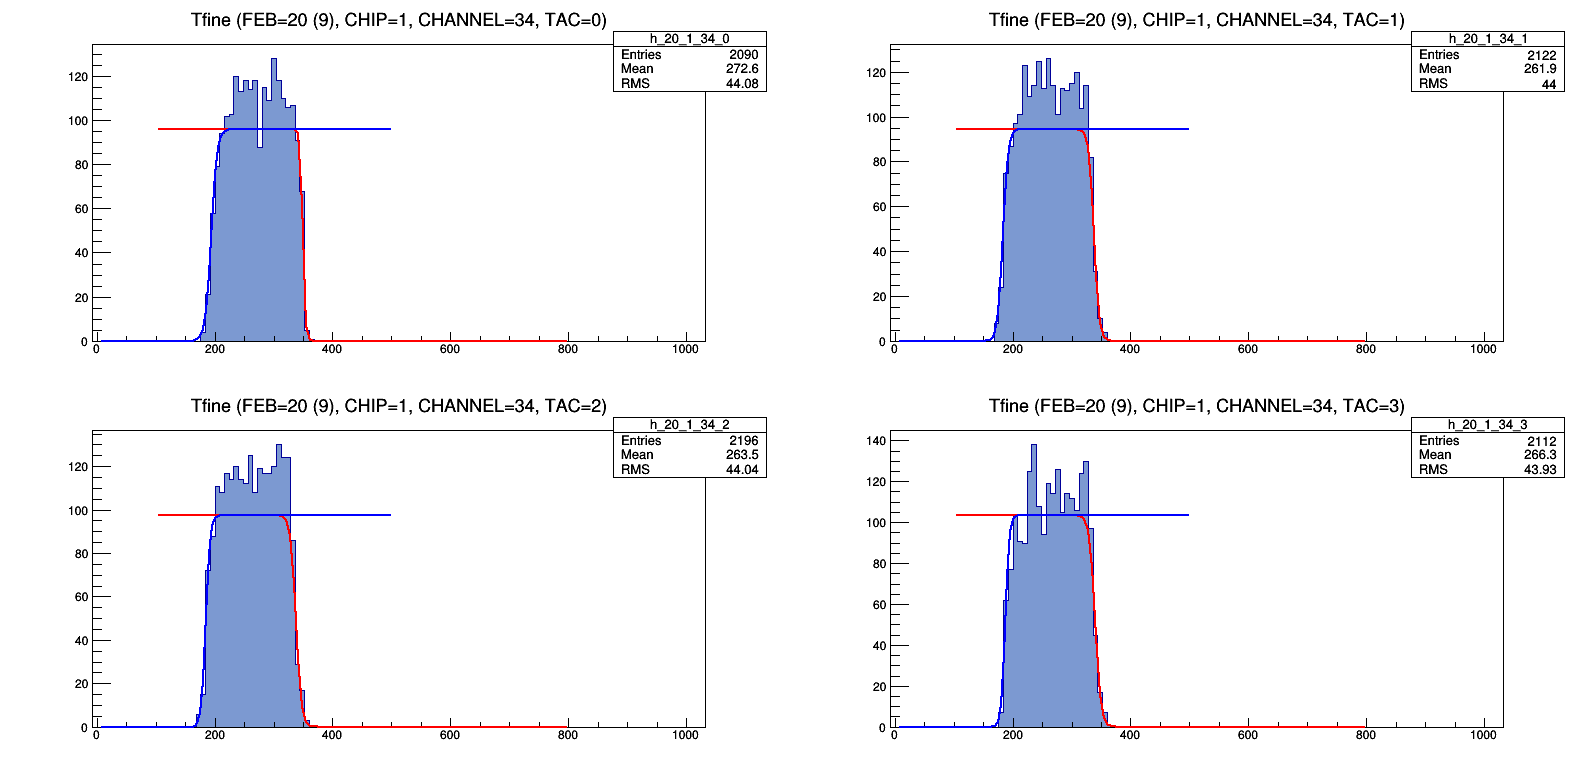 Tfine (FEB=20 (9), CHIP=1, CHANNEL=34, TAC=0)
h_20_1_34_0
Entries 2090
Mean 272.6
RMS 44.08
120
100
80
60
40
20
0
0 200 400 600 800 1000
Tfine (FEB=20 (9), CHIP=1, CHANNEL=34, TAC=1)
h_20_1_34_1
Entries 2122
Mean 261.9
RMS 44
120
100
80
60
40
20
0
0 200 400 600 800 1000
Tfine (FEB=20 (9), CHIP=1, CHANNEL=34, TAC=2)
h_20_1_34_2
Entries 2196
Mean 263.5
RMS 44.04
120
100
80
60
40
20
0
0 200 400 600 800 1000
Tfine (FEB=20 (9), CHIP=1, CHANNEL=34, TAC=3)
h_20_1_34_3
Entries 2112
Mean 266.3
RMS 43.93
140
120
100
80
60
40
20
0
0 200 400 600 800 1000